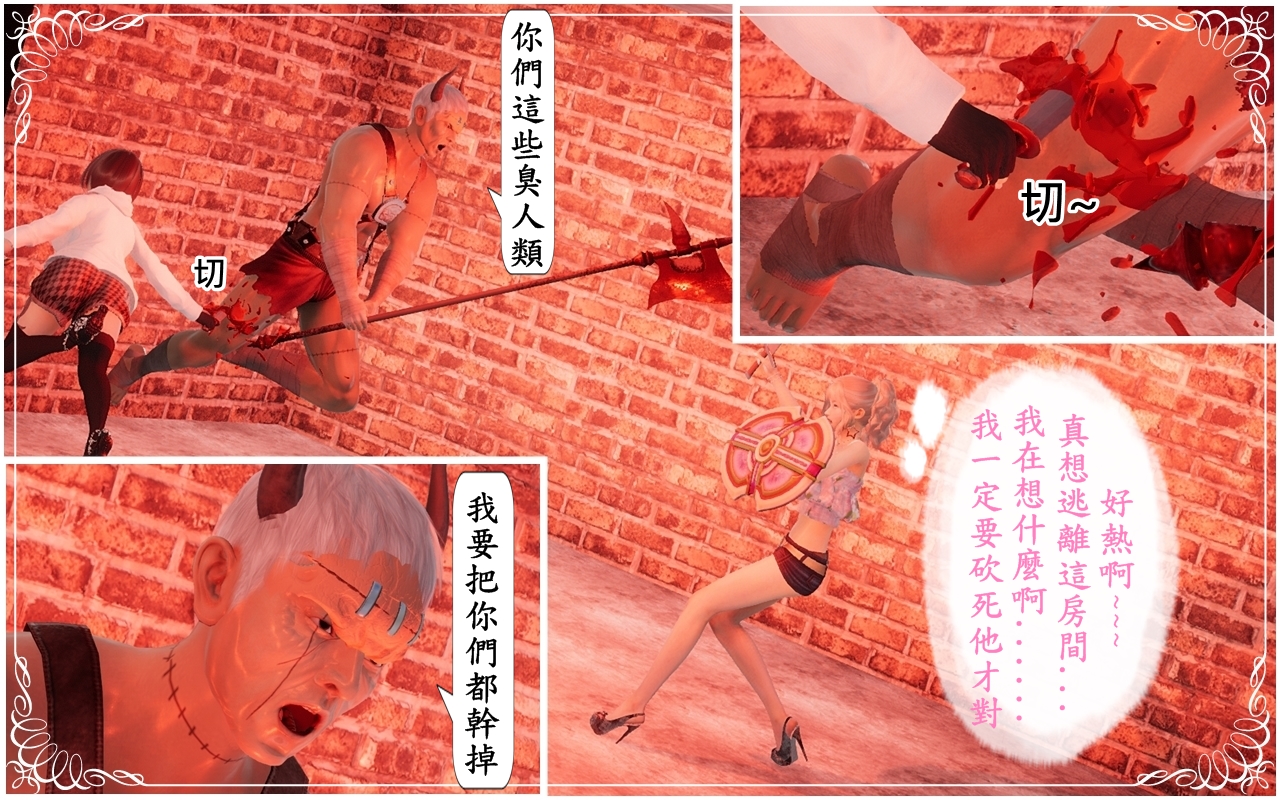 你們這些臭人類
切
切~
我要把你們都幹掉
好熱啊~~~
真想逃離這房間...
我在想什麼啊.......
我一定要砍死他才對